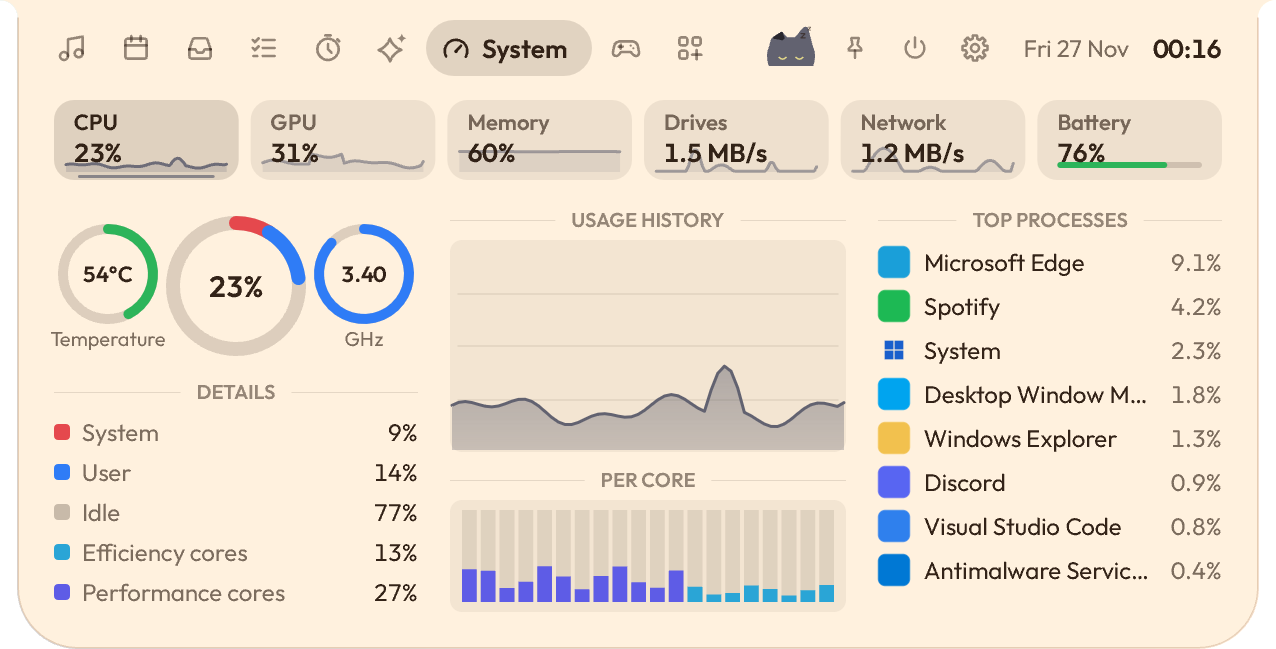 System
Fri 27 Nov 00:16
CPU
23%
GPU
31%
Memory
60%
Drives
1.5 MB/s
Network
1.2 MB/s
Battery
76%
54°C
Temperature
23%
3.40
GHz
DETAILS
System 9%
User 14%
Idle 77%
Efficiency cores 13%
Performance cores 27%
USAGE HISTORY
PER CORE
TOP PROCESSES
Microsoft Edge 9.1%
Spotify 4.2%
System 2.3%
Desktop Window M... 1.8%
Windows Explorer 1.3%
Discord 0.9%
Visual Studio Code 0.8%
Antimalware Servic... 0.4%